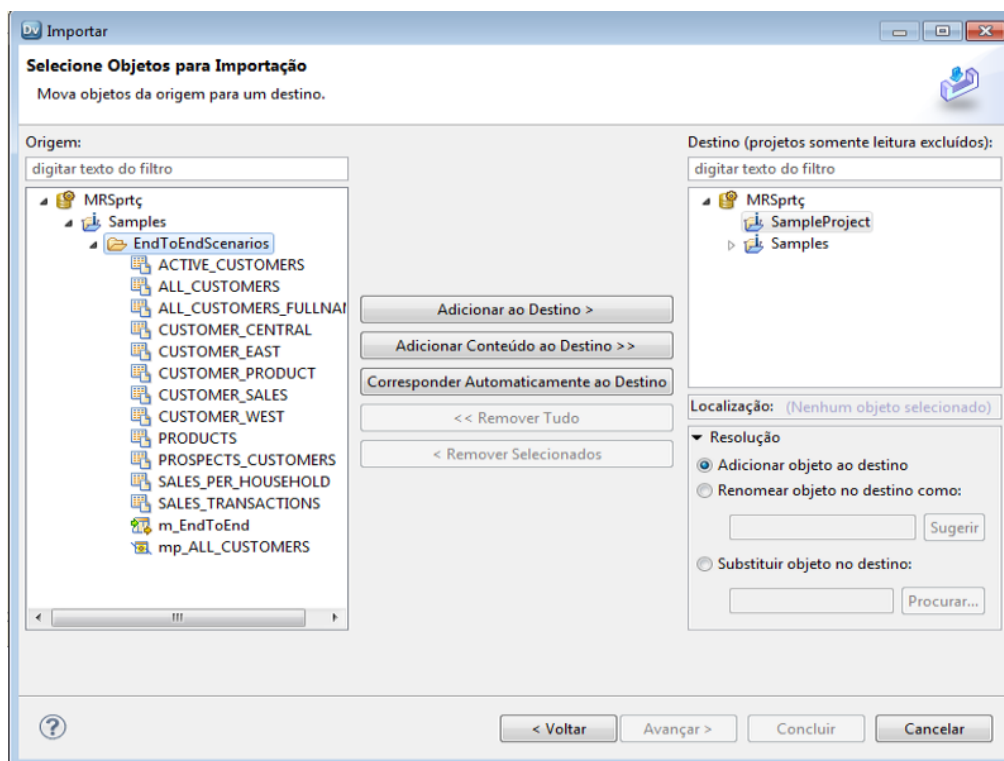 Dv Importar
Selecione Objetos para Importação
Mova objetos da origem para um destino.
Origem:
digitar texto do filtro
MRSprtç
Samples
EndToEndScenarios
ACTIVE_CUSTOMERS
ALL_CUSTOMERS
ALL_CUSTOMERS_FULLNAI
CUSTOMER_CENTRAL
CUSTOMER_EAST
CUSTOMER_PRODUCT
CUSTOMER_SALES
CUSTOMER_WEST
PRODUCTS
PROSPECTS_CUSTOMERS
SALES_PER_HOUSEHOLD
SALES_TRANSACTIONS
m_EndToEnd
mp_ALL_CUSTOMERS
Adicionar ao Destino >
Adicionar Conteúdo ao Destino >>
Corresponder Automaticamente ao Destino
<< Remover Tudo
< Remover Selecionados
Destino (projetos somente leitura excluídos):
digitar texto do filtro
MRSprtç
SampleProject
Samples
Localização: (Nenhum objeto selecionado)
Resolução
Adicionar objeto ao destino
Renomear objeto no destino como:
Sugerir
Substituir objeto no destino:
Procurar...
? < Voltar Avançar > Concluir Cancelar